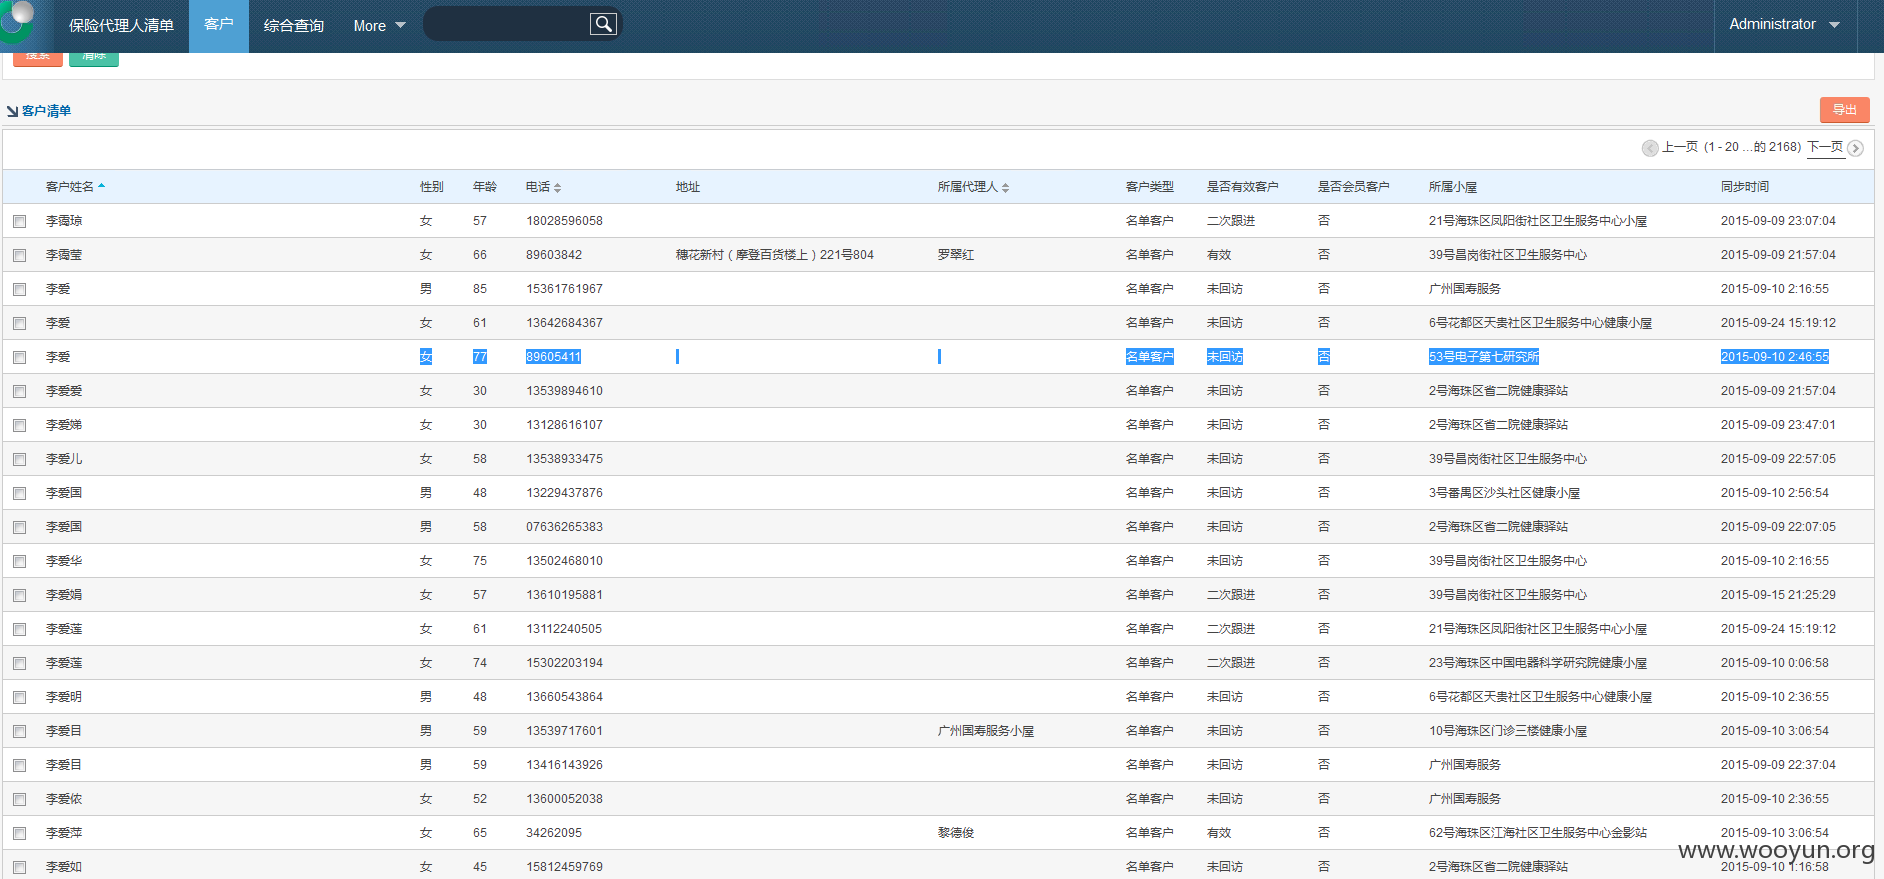 保险代理人清单 客户 综合查询 More Administrator
搜索 清除
客户清单 导出
上一页 (1 - 20 ...的 2168) 下一页
客户姓名 性别 年龄 电话 地址 所属代理人 客户类型 是否有效客户 是否会员客户 所属小屋 同步时间
李霭琼 女 57 18028596058 名单客户 二次跟进 否 21号海珠区凤阳街社区卫生服务中心小屋 2015-09-09 23:07:04
李霭莹 女 66 89603842 穗花新村（摩登百货楼上）221号804 罗翠红 名单客户 有效 否 39号昌岗街社区卫生服务中心 2015-09-09 21:57:04
李爱 男 85 15361761967 名单客户 未回访 否 广州国寿服务 2015-09-10 2:16:55
李爱 女 61 13642684367 名单客户 未回访 否 6号花都区天贵社区卫生服务中心健康小屋 2015-09-24 15:19:12
李爱 女 77 89605411 名单客户 未回访 否 53号电子第七研究所 2015-09-10 2:46:55
李爱爱 女 30 13539894610 名单客户 未回访 否 2号海珠区省二院健康驿站 2015-09-09 21:57:04
李爱娣 女 30 13128616107 名单客户 未回访 否 2号海珠区省二院健康驿站 2015-09-09 23:47:01
李爱儿 女 58 13538933475 名单客户 未回访 否 39号昌岗街社区卫生服务中心 2015-09-09 22:57:05
李爱国 男 48 13229437876 名单客户 未回访 否 3号番禺区沙头社区健康小屋 2015-09-10 2:56:54
李爱国 男 58 07636265383 名单客户 未回访 否 2号海珠区省二院健康驿站 2015-09-09 22:07:05
李爱华 女 75 13502468010 名单客户 未回访 否 39号昌岗街社区卫生服务中心 2015-09-10 2:16:55
李爱娟 女 57 13610195881 名单客户 二次跟进 否 39号昌岗街社区卫生服务中心 2015-09-15 21:25:29
李爱莲 女 61 13112240505 名单客户 二次跟进 否 21号海珠区凤阳街社区卫生服务中心小屋 2015-09-24 15:19:12
李爱莲 女 74 15302203194 名单客户 二次跟进 否 23号海珠区中国电器科学研究院健康小屋 2015-09-10 0:06:58
李爱明 男 48 13660543864 名单客户 未回访 否 6号花都区天贵社区卫生服务中心健康小屋 2015-09-10 2:36:55
李爱目 男 59 13539717601 广州国寿服务小屋 名单客户 未回访 否 10号海珠区门诊三楼健康小屋 2015-09-10 3:06:54
李爱目 男 59 13416143926 名单客户 未回访 否 广州国寿服务 2015-09-09 22:37:04
李爱侬 女 52 13600052038 名单客户 未回访 否 广州国寿服务 2015-09-10 2:36:55
李爱萍 女 65 34262095 黎德俊 名单客户 有效 否 62号海珠区江海社区卫生服务中心金影站 2015-09-10 3:06:54
李爱如 女 45 15812459769 名单客户 未回访 否 2号海珠区省二院健康驿站 2015-09-10 1:16:58
www.wooyun.org